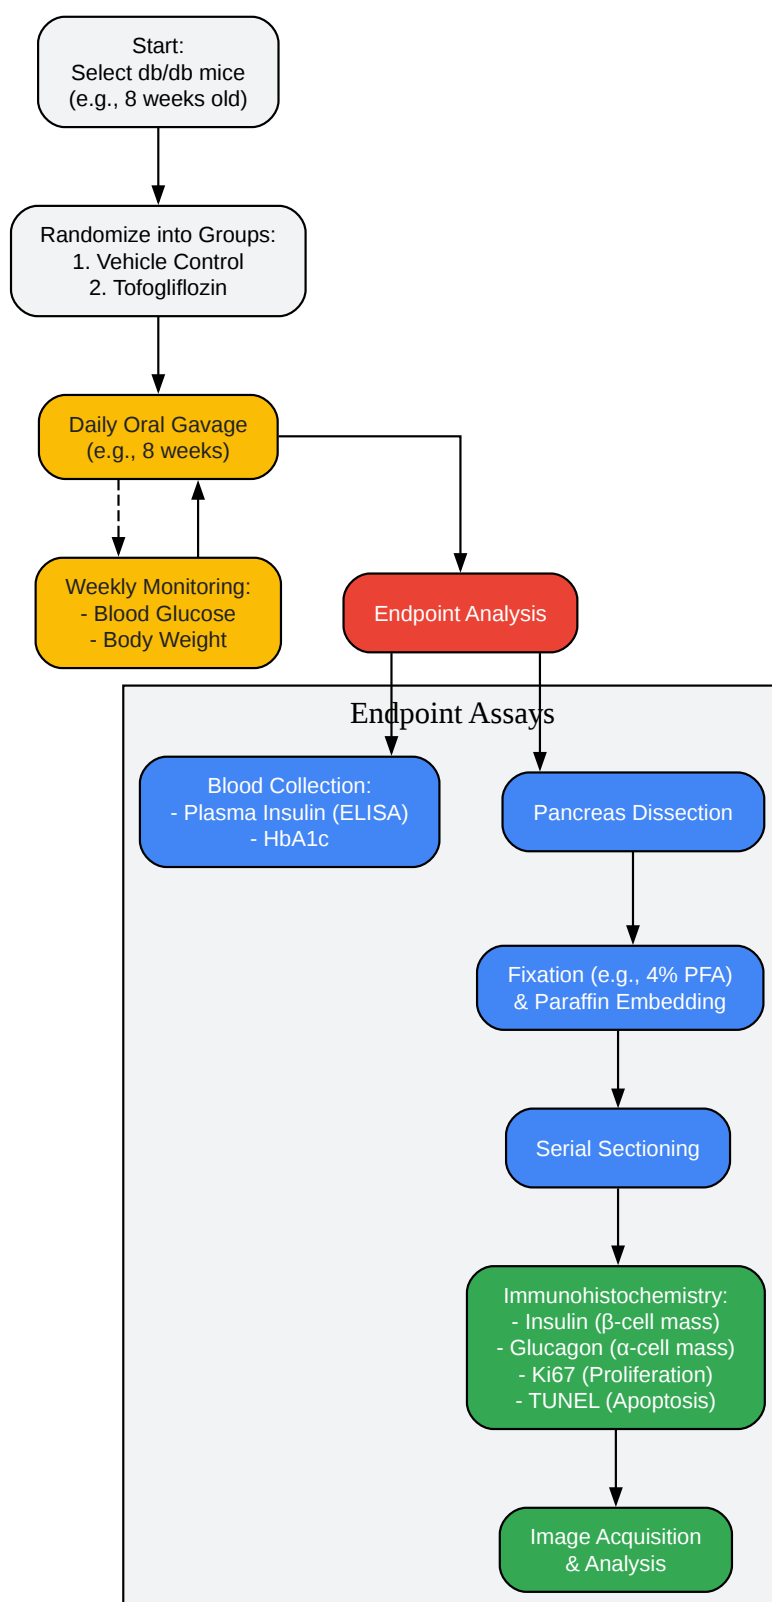 Start:
Select db/db mice
(e.g., 8 weeks old)
Randomize into Groups:
1. Vehicle Control
2. Tofogliflozin
Daily Oral Gavage
(e.g., 8 weeks)
Weekly Monitoring:
- Blood Glucose
- Body Weight
Endpoint Analysis
Endpoint Assays
Blood Collection:
- Plasma Insulin (ELISA)
- HbA1c
Pancreas Dissection
Fixation (e.g., 4% PFA)
& Paraffin Embedding
Serial Sectioning
Immunohistochemistry:
- Insulin (β-cell mass)
- Glucagon (α-cell mass)
- Ki67 (Proliferation)
- TUNEL (Apoptosis)
Image Acquisition
& Analysis